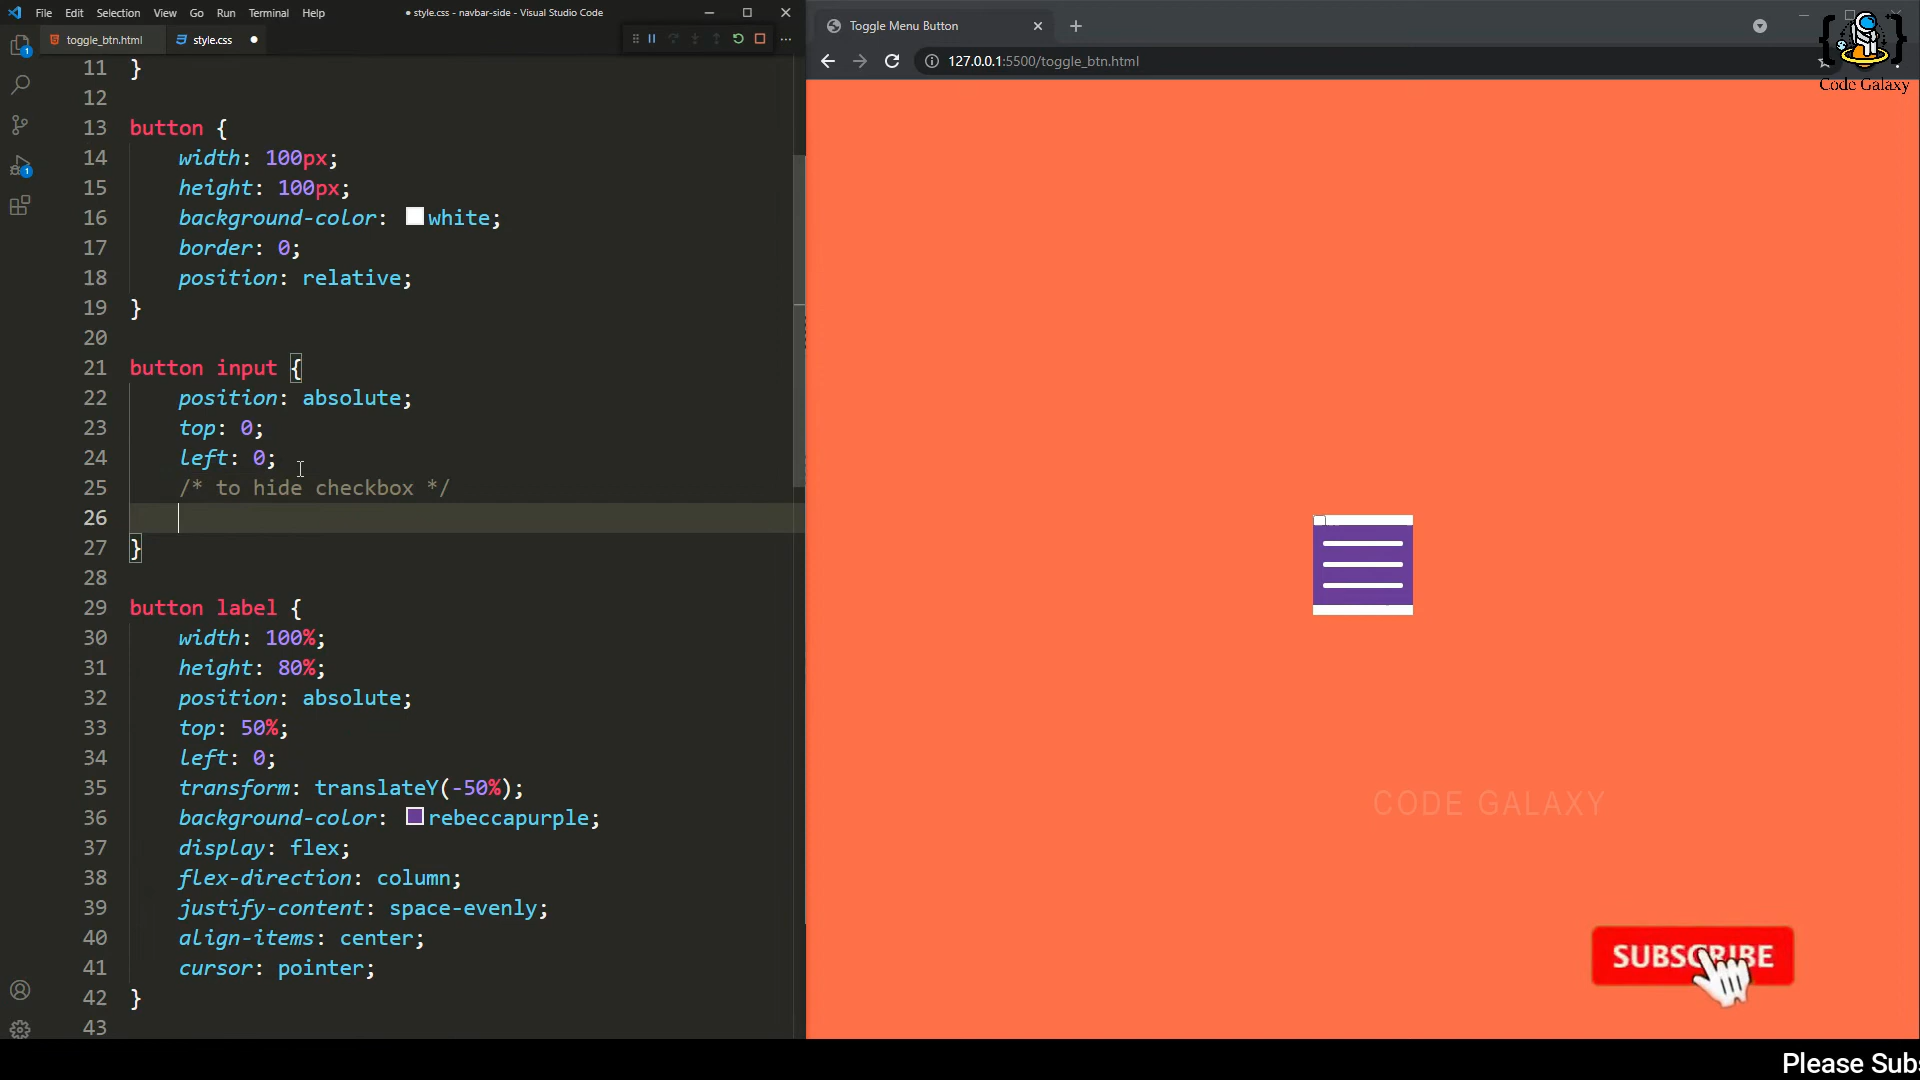 File Edit Selection View Go Run Terminal Help
● style.css - navbar-side - Visual Studio Code
toggle_btn.html
style.css ●
1
1
11 }
12
13 button {
14 width: 100px;
15 height: 100px;
16 background-color: white;
17 border: 0;
18 position: relative;
19 }
20
21 button input {
22 position: absolute;
23 top: 0;
24 left: 0;
25 /* to hide checkbox */
26
27 }
28
29 button label {
30 width: 100%;
31 height: 80%;
32 position: absolute;
33 top: 50%;
34 left: 0;
35 transform: translateY(-50%);
36 background-color: rebeccapurple;
37 display: flex;
38 flex-direction: column;
39 justify-content: space-evenly;
40 align-items: center;
41 cursor: pointer;
42 }
43
Toggle Menu Button
127.0.0.1:5500/toggle_btn.html
Code Galaxy
CODE GALAXY
SUBSCRIBE
Please Subs